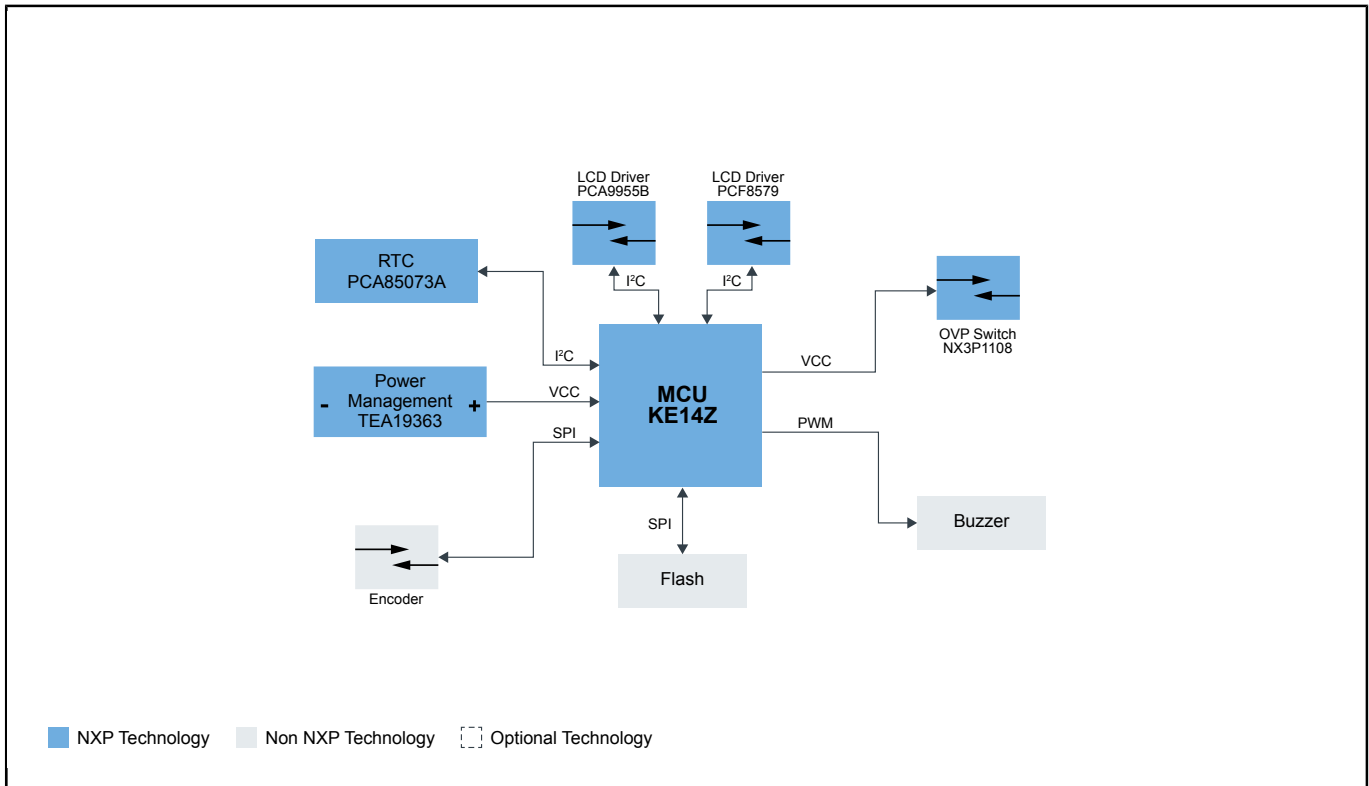 LCD Driver
PCA9955B
LCD Driver
PCF8579
RTC
PCA85073A
I²C
I²C
OVP Switch
NX3P1108
I²C
VCC
MCU
KE14Z
Power
- Management +
TEA19363
VCC
SPI
PWM
Encoder
SPI
Flash
Buzzer
NXP Technology
Non NXP Technology
Optional Technology